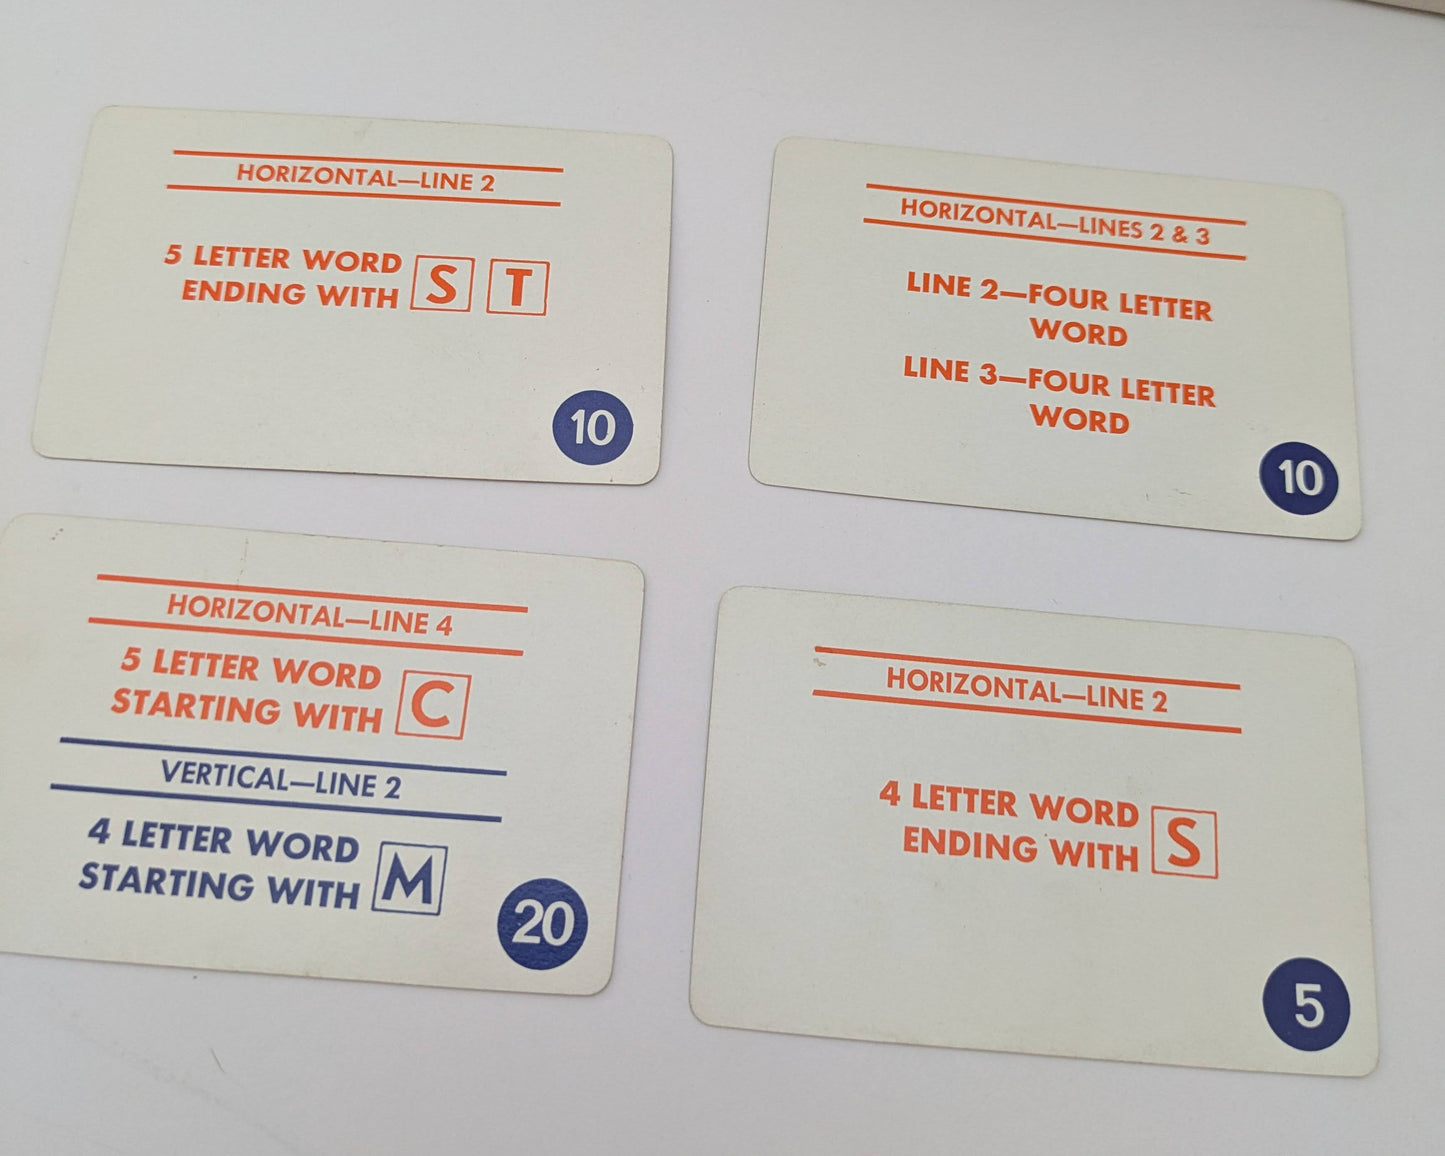 HORIZONTAL—LINE 2
5 LETTER WORD
ENDING WITH S T
10
HORIZONTAL—LINES 2 & 3
LINE 2—FOUR LETTER
WORD
LINE 3—FOUR LETTER
WORD
10
HORIZONTAL—LINE 4
5 LETTER WORD
STARTING WITH C
VERTICAL—LINE 2
4 LETTER WORD
STARTING WITH M
20
HORIZONTAL—LINE 2
4 LETTER WORD
ENDING WITH S
5